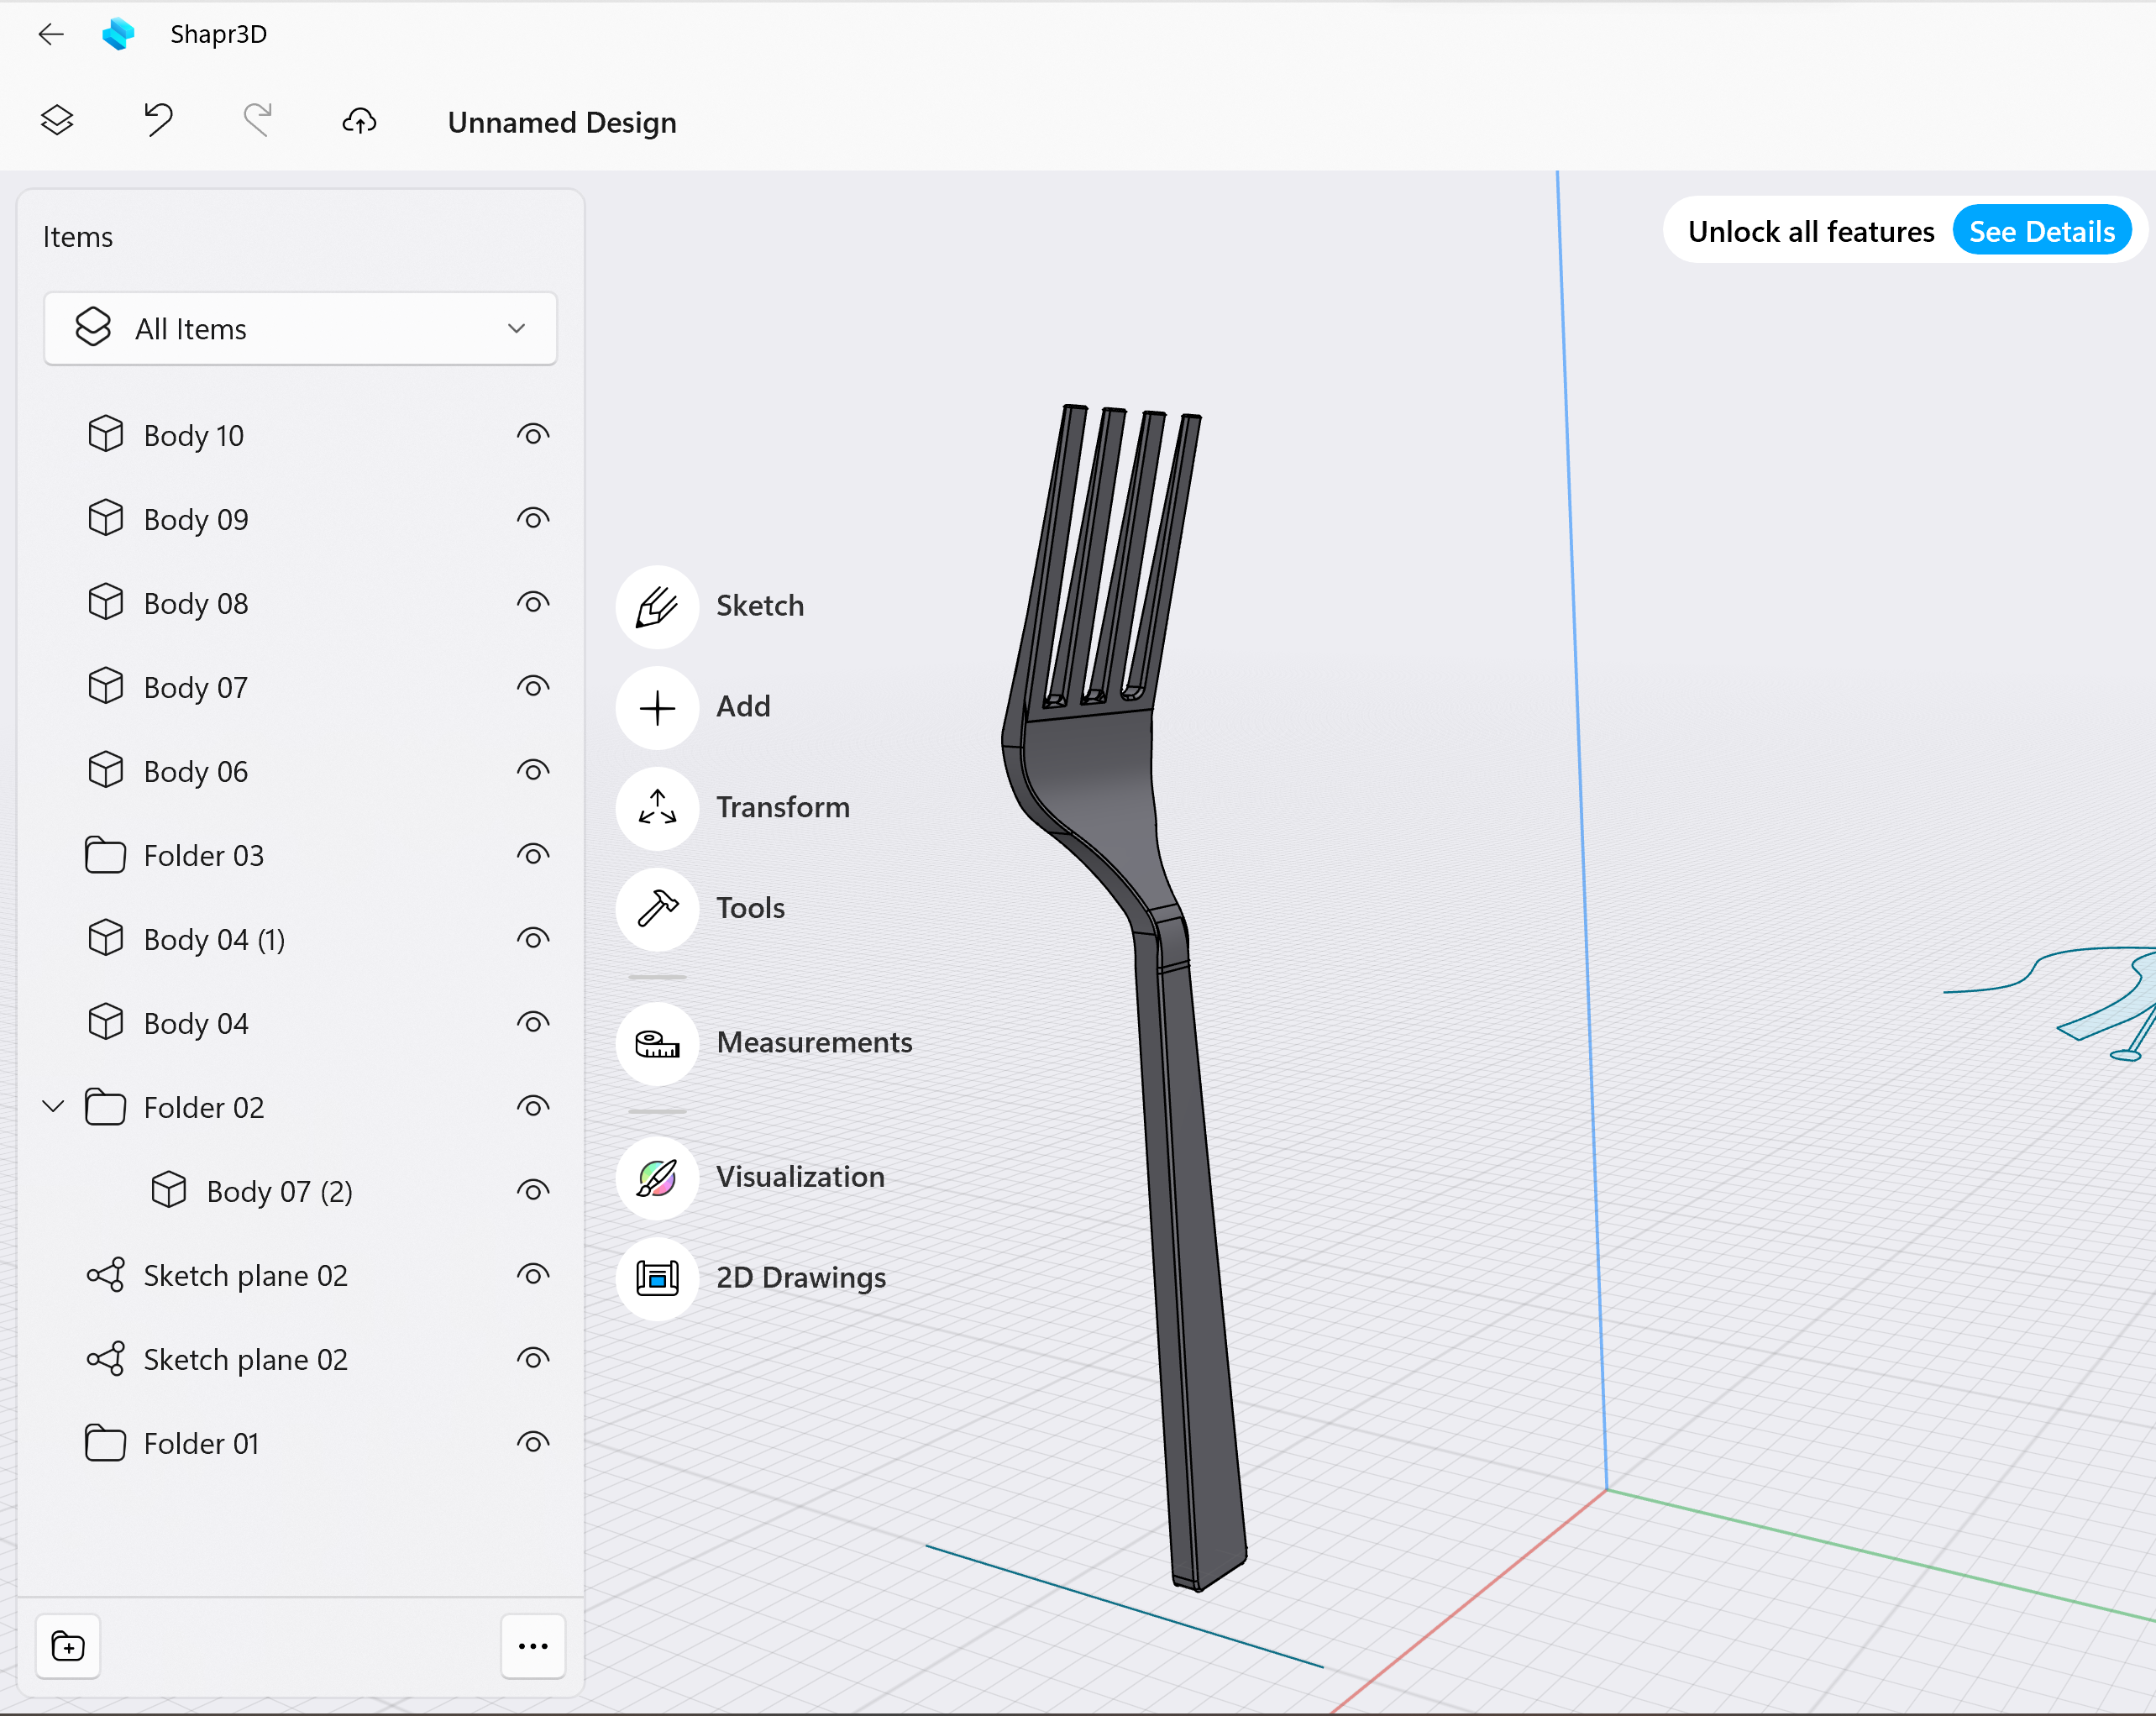 Shapr3D
Unnamed Design
Items
All Items
Body 10
Body 09
Body 08
Body 07
Body 06
Folder 03
Body 04 (1)
Body 04
Folder 02
Body 07 (2)
Sketch plane 02
Sketch plane 02
Folder 01
Sketch
Add
Transform
Tools
Measurements
Visualization
2D Drawings
Unlock all features See Details